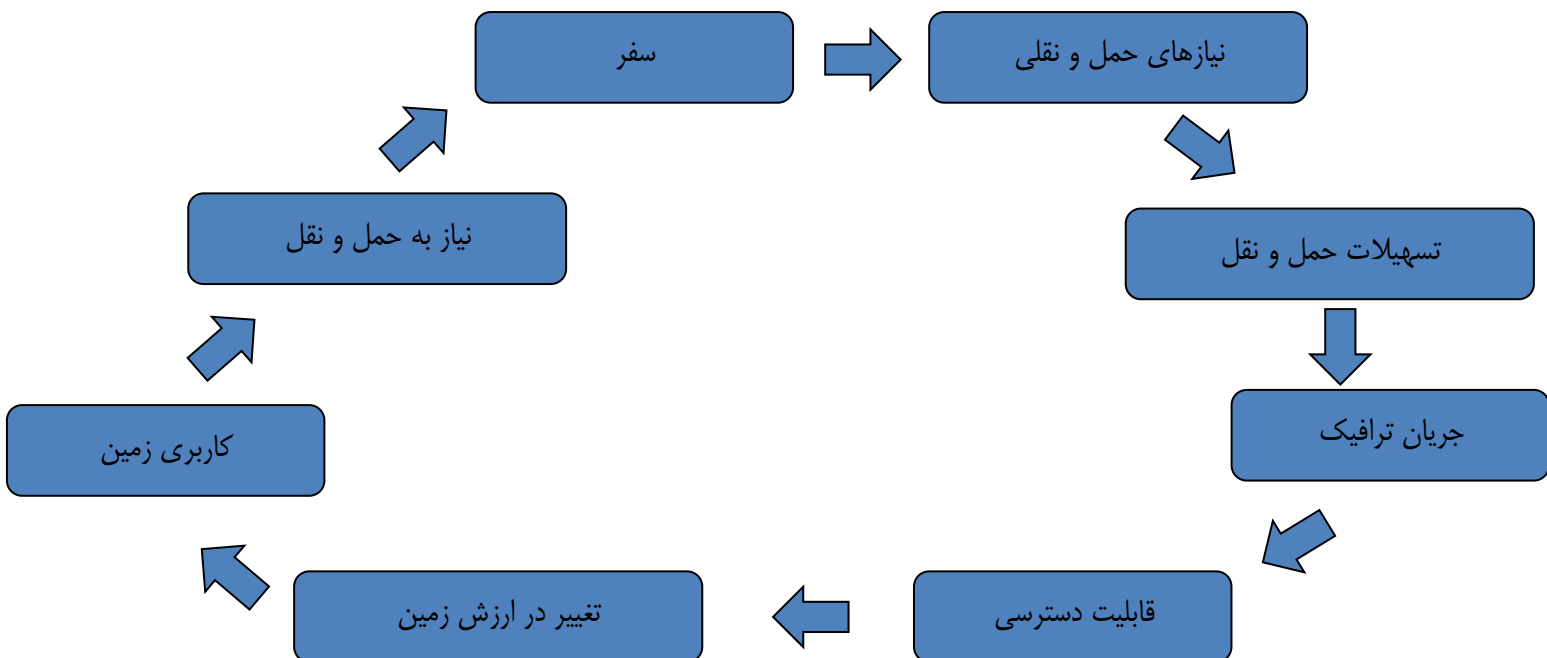 سفر
نیازهای حمل و نقلی
نیاز به حمل و نقل
تسهیلات حمل و نقل
کاربری زمین
جریان ترافیک
تغییر در ارزش زمین
قابلیت دسترسی